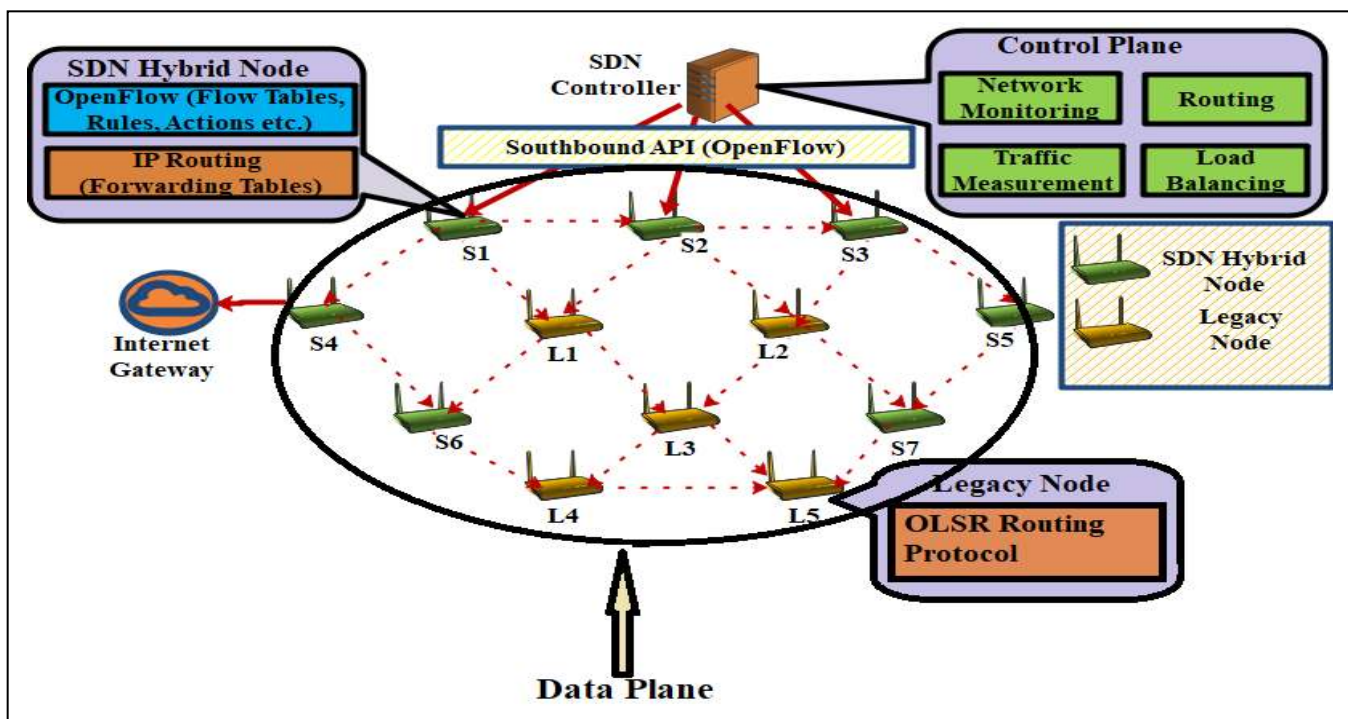 SDN Hybrid Node
OpenFlow (Flow Tables,
Rules, Actions etc.)
IP Routing
(Forwarding Tables)
SDN
Controller
Control Plane
Network
Monitoring
Routing
Traffic
Measurement
Load
Balancing
Southbound API (OpenFlow)
SDN Hybrid
Node
Legacy
Node
S1
S2
S3
S4
L1
L2
S5
Internet
Gateway
S6
L3
S7
L4
L5
Legacy Node
OLSR Routing
Protocol
Data Plane